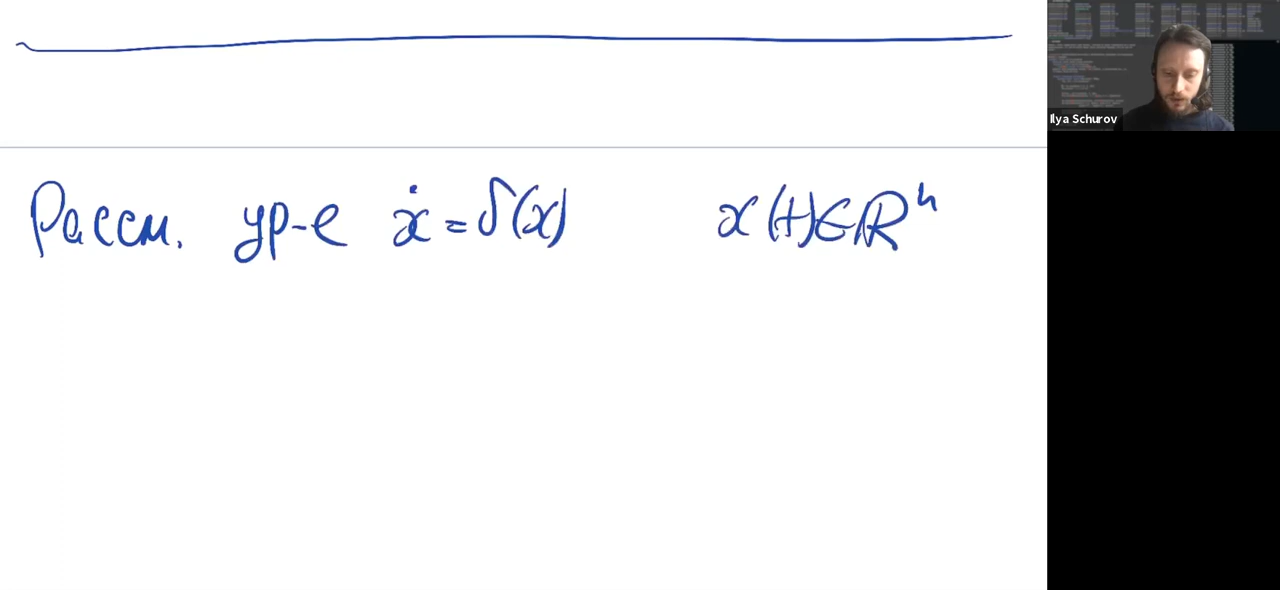 Рассм. ур-е ẋ = f(x) x(t)∈ℝⁿ
Ilya Schurov